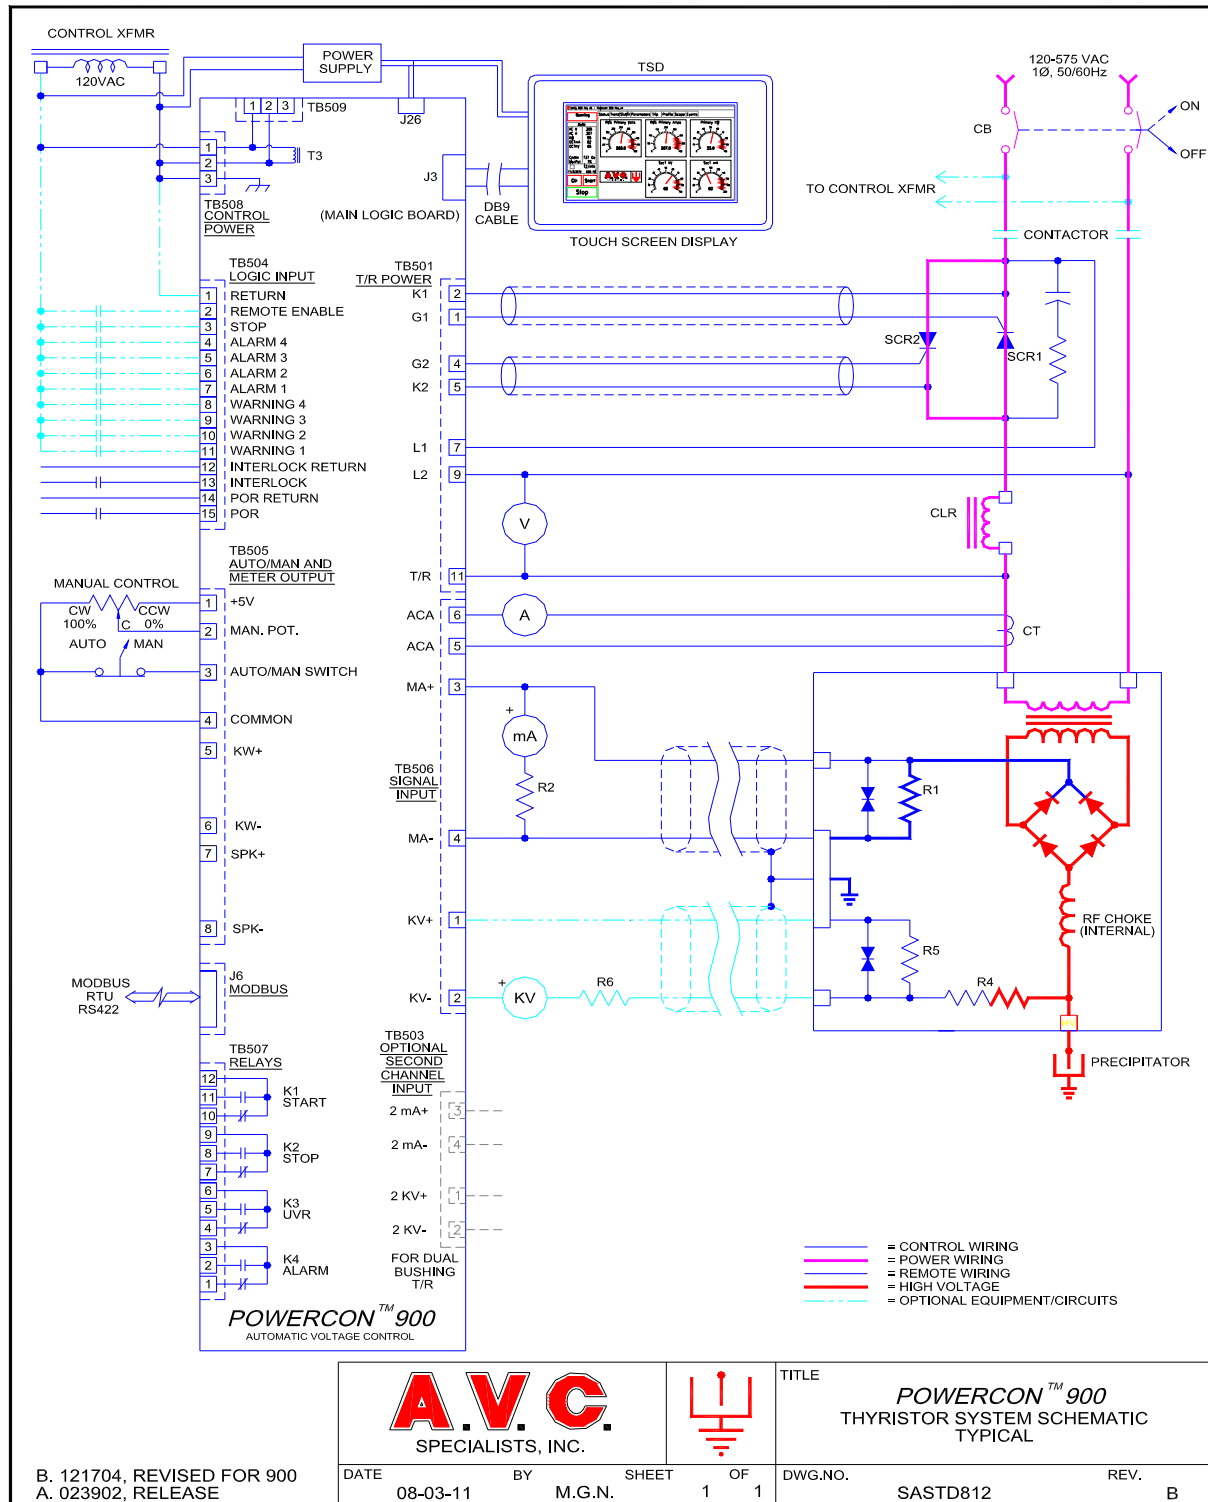 CONTROL XFMR
120VAC
POWER
SUPPLY
TSD
120-575 VAC
1Ø, 50/60Hz
ON
OFF
CB
1 2 3 TB509
J26
1
2
3
T3
J3
TB508
CONTROL
POWER
(MAIN LOGIC BOARD)
DB9
CABLE
Stop
TOUCH SCREEN DISPLAY
TO CONTROL XFMR
CONTACTOR
TB504
LOGIC INPUT
1 RETURN
2 REMOTE ENABLE
3 STOP
4 ALARM 4
5 ALARM 3
6 ALARM 2
7 ALARM 1
8 WARNING 4
9 WARNING 3
10 WARNING 2
11 WARNING 1
12 INTERLOCK RETURN
13 INTERLOCK
14 POR RETURN
15 POR
TB501
T/R POWER
K1 2
G1 1
G2 4
K2 5
L1 7
L2 9
T/R 11
SCR2
SCR1
V
CLR
TB505
AUTO/MAN AND
METER OUTPUT
MANUAL CONTROL
CW
100%
C
CCW
0%
AUTO
MAN
1 +5V
2 MAN. POT.
3 AUTO/MAN SWITCH
4 COMMON
5 KW+
6 KW-
7 SPK+
8 SPK-
ACA 6
A
ACA 5
CT
MA+ 3
+
mA
R2
TB506
SIGNAL
INPUT
MA- 4
R1
KV+ 1
R5
KV- 2
+
KV
R6
R4
RF CHOKE
(INTERNAL)
HV
PRECIPITATOR
J6
MODBUS
MODBUS
RTU
RS422
TB507
RELAYS
12
11
10
K1
START
9
8
7
K2
STOP
6
5
4
K3
UVR
3
2
1
K4
ALARM
TB503
OPTIONAL
SECOND
CHANNEL
INPUT
2 mA+ 3
2 mA- 4
2 KV+ 1
2 KV- 2
FOR DUAL
BUSHING
T/R
= CONTROL WIRING
= POWER WIRING
= REMOTE WIRING
= HIGH VOLTAGE
= OPTIONAL EQUIPMENT/CIRCUITS
POWERCON™ 900
AUTOMATIC VOLTAGE CONTROL
A.V.C.
SPECIALISTS, INC.
TITLE
POWERCON™ 900
THYRISTOR SYSTEM SCHEMATIC
TYPICAL
B. 121704, REVISED FOR 900
A. 023902, RELEASE
DATE BY SHEET OF
08-03-11 M.G.N. 1 1
DWG.NO. REV.
SASTD812 B